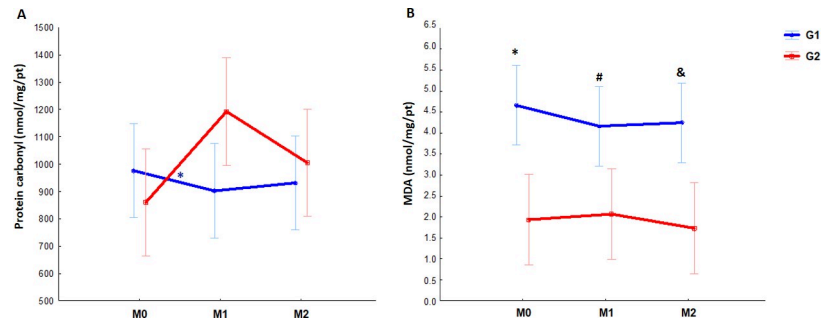 A
Protein carbonyl (nmol/mg/pt)
1500
1400
1300
1200
1100
1000
900
800
700
600
500
*
M0
M1
M2
B
MDA (nmol/mg/pt)
6.5
6.0
5.5
5.0
4.5
4.0
3.5
3.0
2.5
2.0
1.5
1.0
0.5
0.0
*
#
&
M0
M1
M2
G1
G2